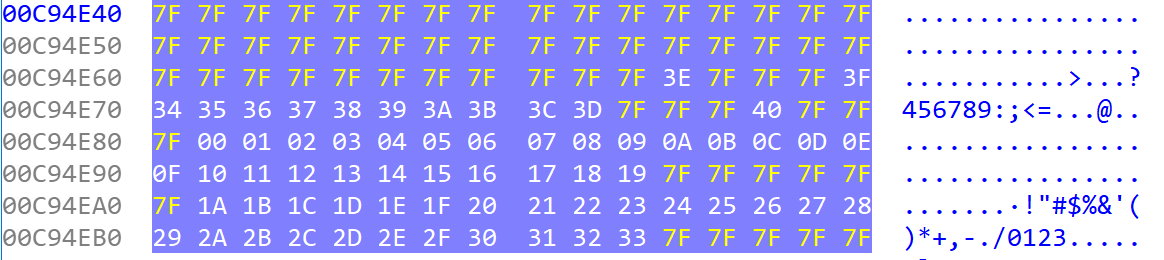 00C94E40 7F 7F 7F 7F 7F 7F 7F 7F 7F 7F 7F 7F 7F 7F 7F 7F ................
00C94E50 7F 7F 7F 7F 7F 7F 7F 7F 7F 7F 7F 7F 7F 7F 7F 7F ................
00C94E60 7F 7F 7F 7F 7F 7F 7F 7F 7F 7F 7F 3E 7F 7F 7F 3F ...........>...?
00C94E70 34 35 36 37 38 39 3A 3B 3C 3D 7F 7F 7F 40 7F 7F 456789:;<=...@..
00C94E80 7F 00 01 02 03 04 05 06 07 08 09 0A 0B 0C 0D 0E ................
00C94E90 0F 10 11 12 13 14 15 16 17 18 19 7F 7F 7F 7F 7F ................
00C94EA0 7F 1A 1B 1C 1D 1E 1F 20 21 22 23 24 25 26 27 28 .......·!"#$%&'(
00C94EB0 29 2A 2B 2C 2D 2E 2F 30 31 32 33 7F 7F 7F 7F 7F )*+,-./0123.....